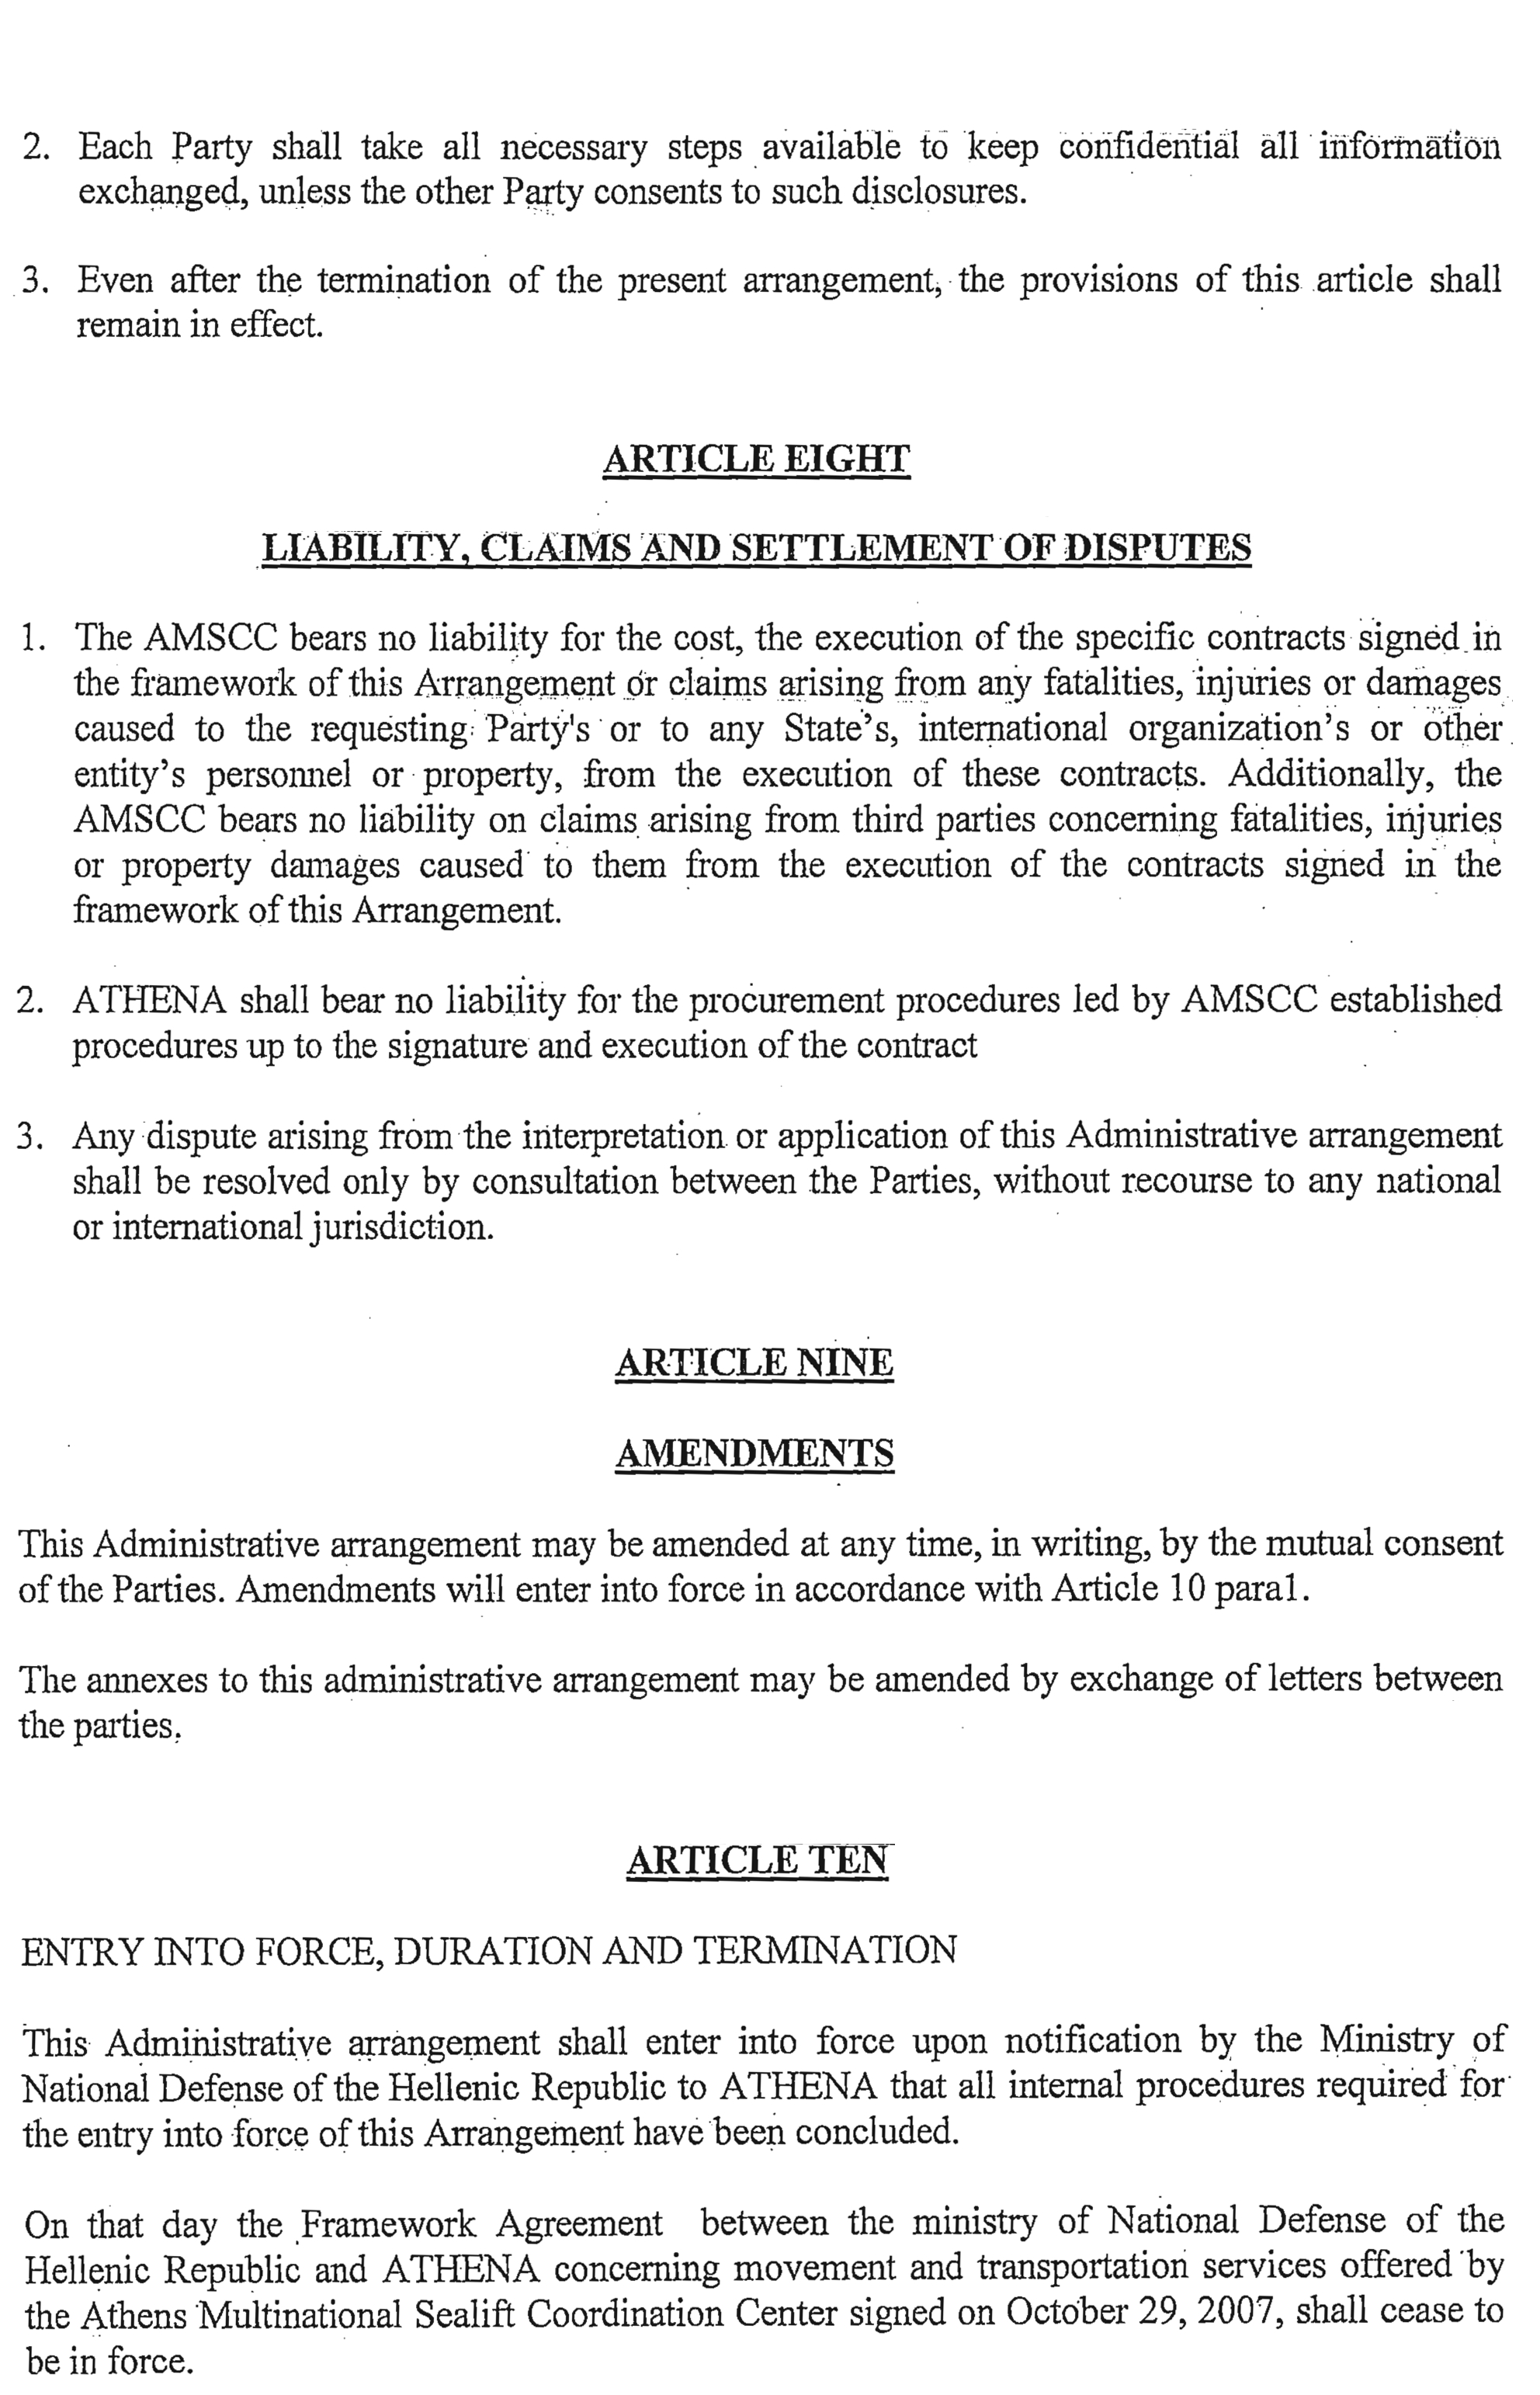 2. Each Party shall take all necessary steps available to keep confidential all information
exchanged, unless the other Party consents to such disclosures.
3. Even after the termination of the present arrangement, the provisions of this article shall
remain in effect.
ARTICLE EIGHT
LIABILITY, CLAIMS AND SETTLEMENT OF DISPUTES
1. The AMSCC bears no liability for the cost, the execution of the specific contracts signed in
the framework of this Arrangement or claims arising from any fatalities, injuries or damages
caused to the requesting Party's or to any State’s, international organization’s or other
entity’s personnel or property, from the execution of these contracts. Additionally, the
AMSCC bears no liability on claims arising from third parties concerning fatalities, injuries
or property damages caused to them from the execution of the contracts signed in the
framework of this Arrangement.
2. ATHENA shall bear no liability for the procurement procedures led by AMSCC established
procedures up to the signature and execution of the contract
3. Any dispute arising from the interpretation or application of this Administrative arrangement
shall be resolved only by consultation between the Parties, without recourse to any national
or international jurisdiction.
ARTICLE NINE
AMENDMENTS
This Administrative arrangement may be amended at any time, in writing, by the mutual consent
of the Parties. Amendments will enter into force in accordance with Article 10 para1.
The annexes to this administrative arrangement may be amended by exchange of letters between
the parties.
ARTICLE TEN
ENTRY INTO FORCE, DURATION AND TERMINATION
This Administrative arrangement shall enter into force upon notification by the Ministry of
National Defense of the Hellenic Republic to ATHENA that all internal procedures required for
the entry into force of this Arrangement have been concluded.
On that day the Framework Agreement between the ministry of National Defense of the
Hellenic Republic and ATHENA concerning movement and transportation services offered by
the Athens Multinational Sealift Coordination Center signed on October 29, 2007, shall cease to
be in force.